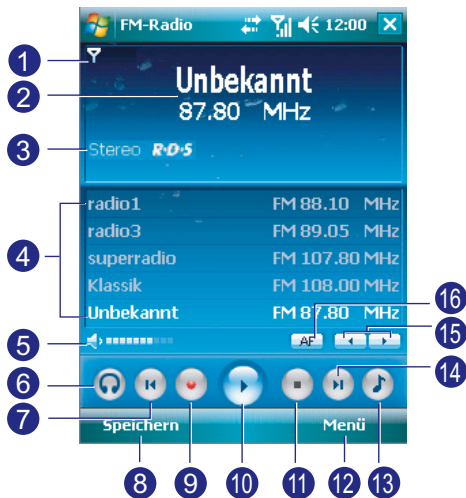 FM-Radio 12:00
1
2
Unbekannt
87.80 MHz
3
Stereo R·D·S
4
radio1 FM 88.10 MHz
radio3 FM 89.05 MHz
superradio FM 107.80 MHz
Klassik FM 108.00 MHz
Unbekannt FM 87.80 MHz
16
5
AF
15
6
14
7
Speichern Menü
8 9 10 11 12 13